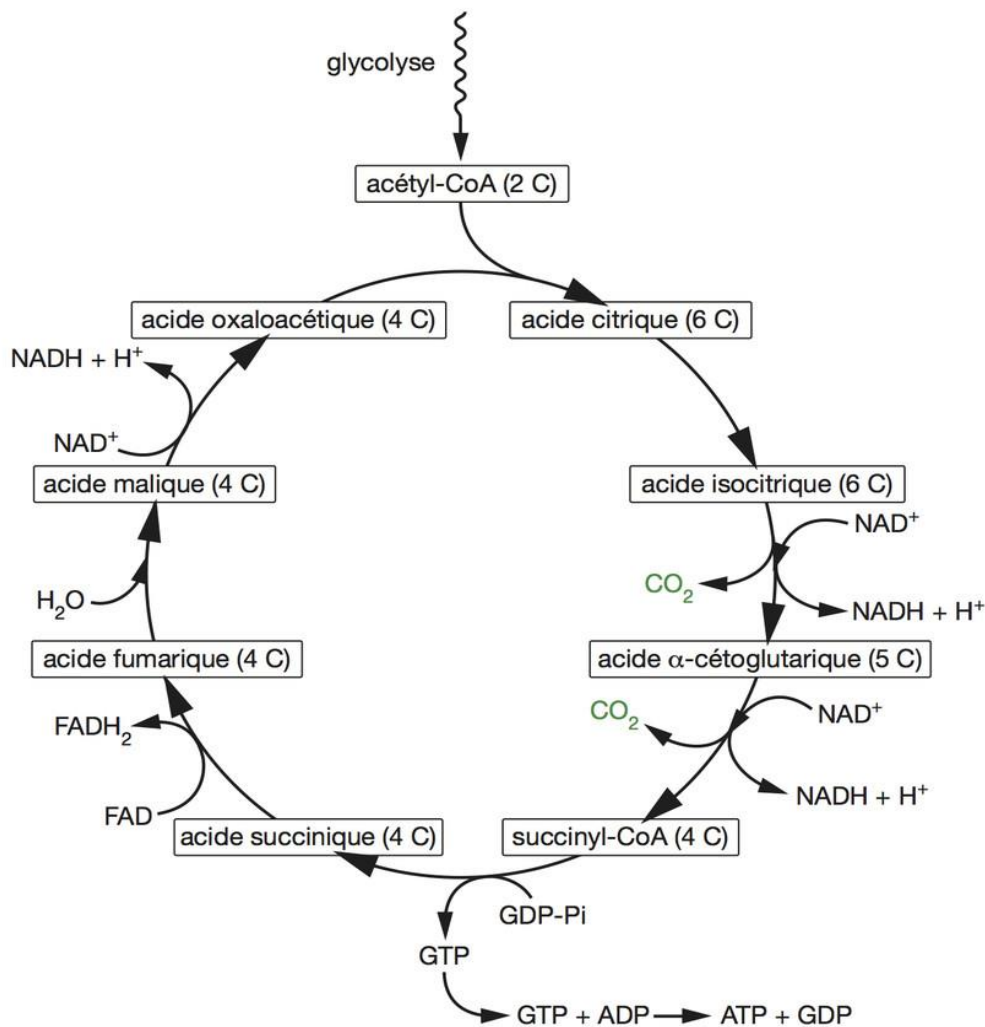 glycolyse
acétyl-CoA (2 C)
acide oxaloacétique (4 C)
acide citrique (6 C)
NADH + H⁺
NAD⁺
acide malique (4 C)
acide isocitrique (6 C)
NAD⁺
CO₂
NADH + H⁺
H₂O
acide fumarique (4 C)
acide α-cétoglutarique (5 C)
CO₂
NAD⁺
FADH₂
NADH + H⁺
FAD
acide succinique (4 C)
succinyl-CoA (4 C)
GDP-Pi
GTP
GTP + ADP
ATP + GDP